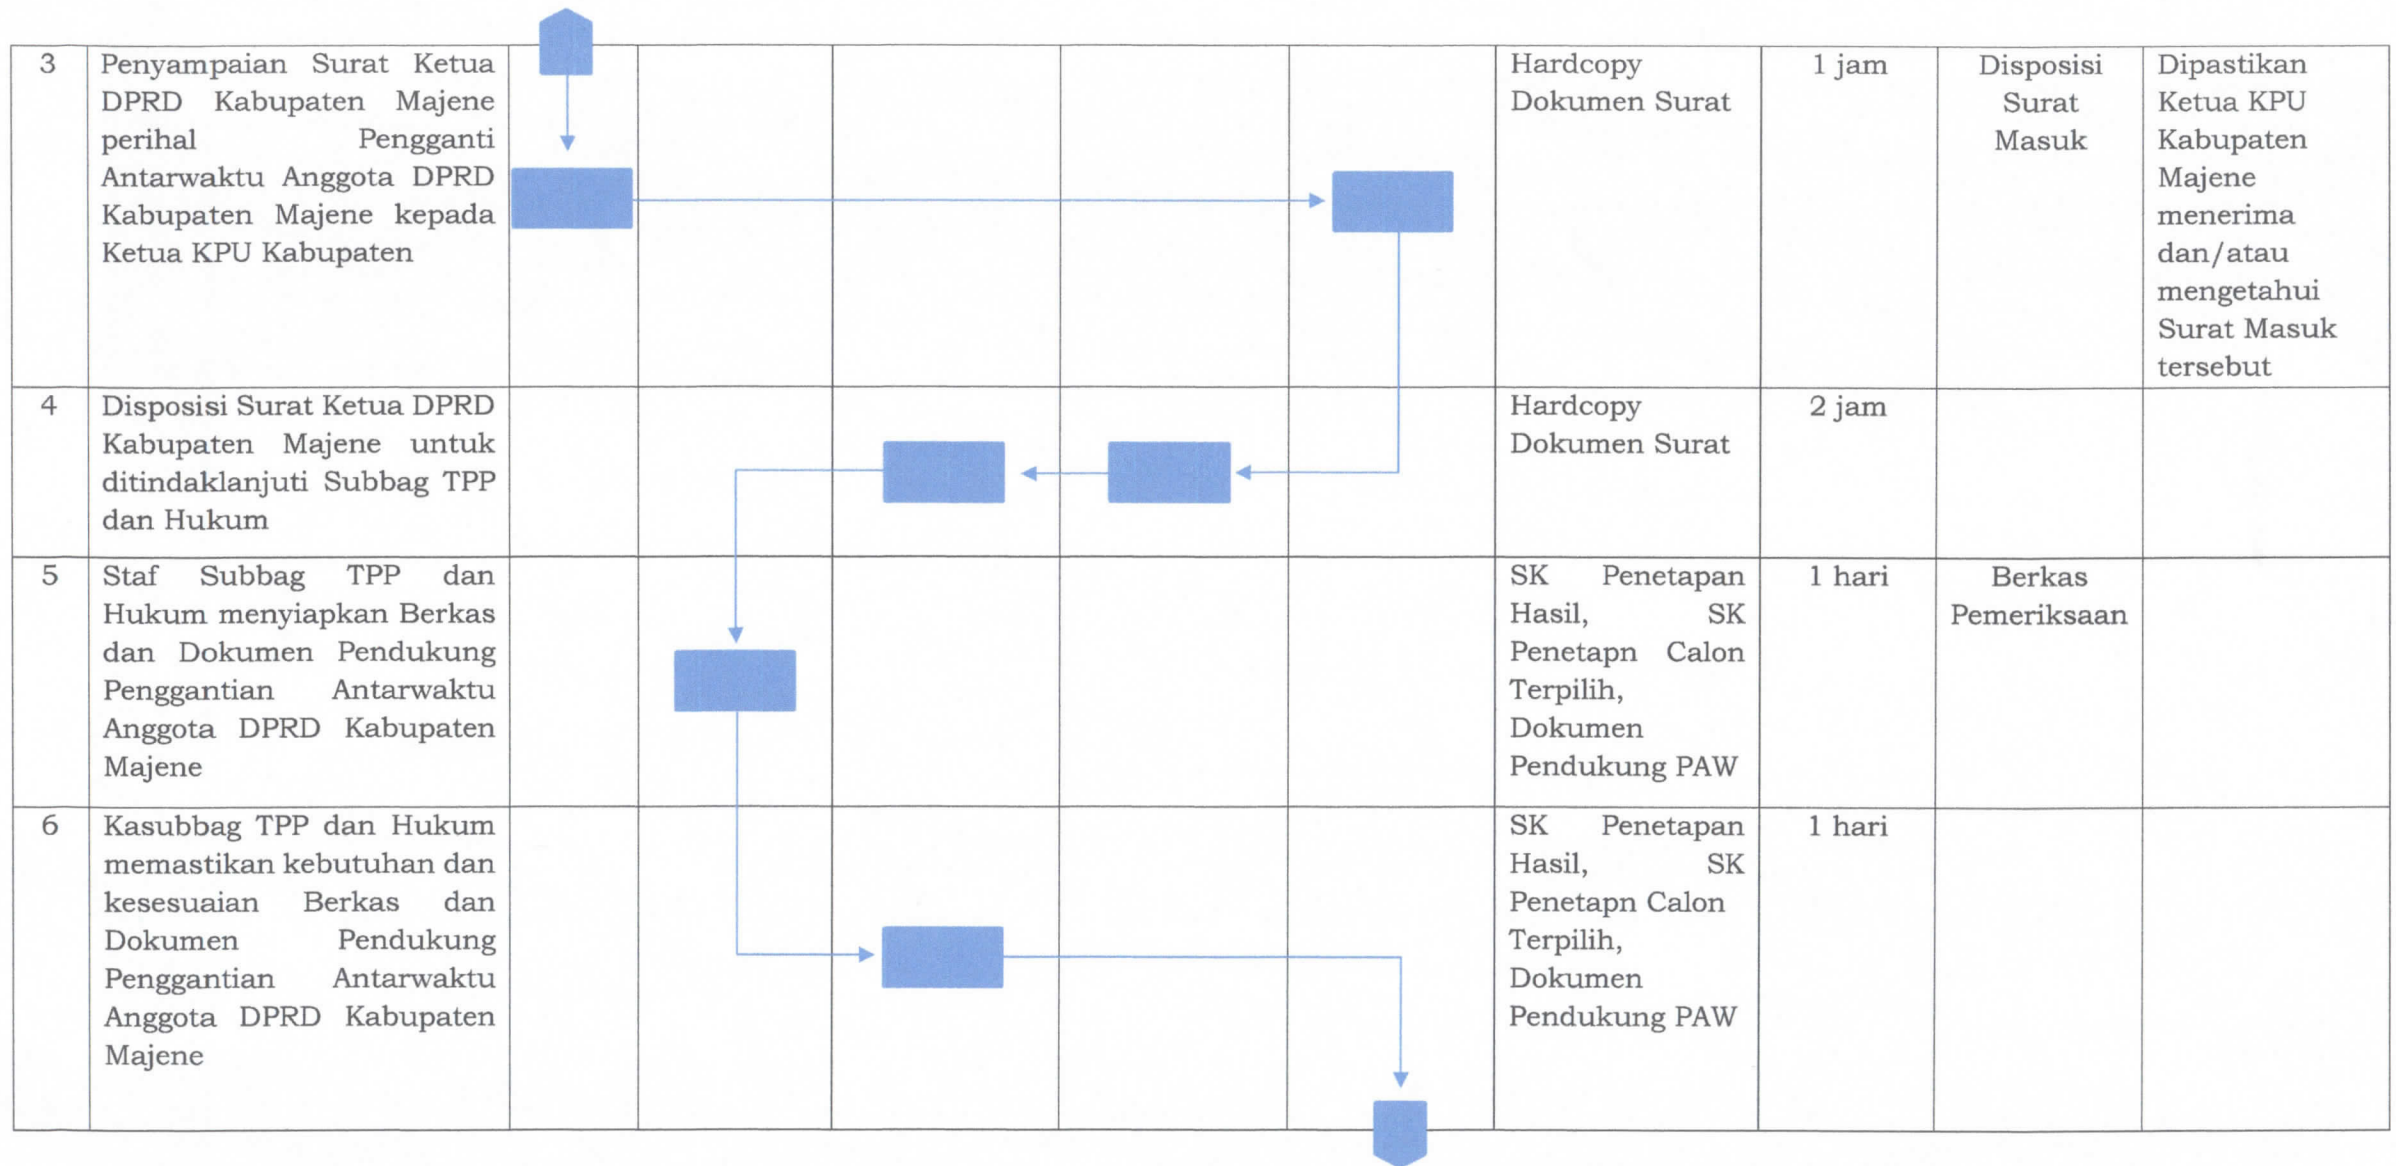 3
Penyampaian Surat Ketua
DPRD Kabupaten Majene
perihal Pengganti
Antarwaktu Anggota DPRD
Kabupaten Majene kepada
Ketua KPU Kabupaten
Hardcopy
Dokumen Surat
1 jam
Disposisi
Surat
Masuk
Dipastikan
Ketua KPU
Kabupaten
Majene
menerima
dan/atau
mengetahui
Surat Masuk
tersebut
4
Disposisi Surat Ketua DPRD
Kabupaten Majene untuk
ditindaklanjuti Subbag TPP
dan Hukum
Hardcopy
Dokumen Surat
2 jam
5
Staf Subbag TPP dan
Hukum menyiapkan Berkas
dan Dokumen Pendukung
Penggantian Antarwaktu
Anggota DPRD Kabupaten
Majene
SK Penetapan
Hasil, SK
Penetapn Calon
Terpilih,
Dokumen
Pendukung PAW
1 hari
Berkas
Pemeriksaan
6
Kasubbag TPP dan Hukum
memastikan kebutuhan dan
kesesuaian Berkas dan
Dokumen Pendukung
Penggantian Antarwaktu
Anggota DPRD Kabupaten
Majene
SK Penetapan
Hasil, SK
Penetapn Calon
Terpilih,
Dokumen
Pendukung PAW
1 hari